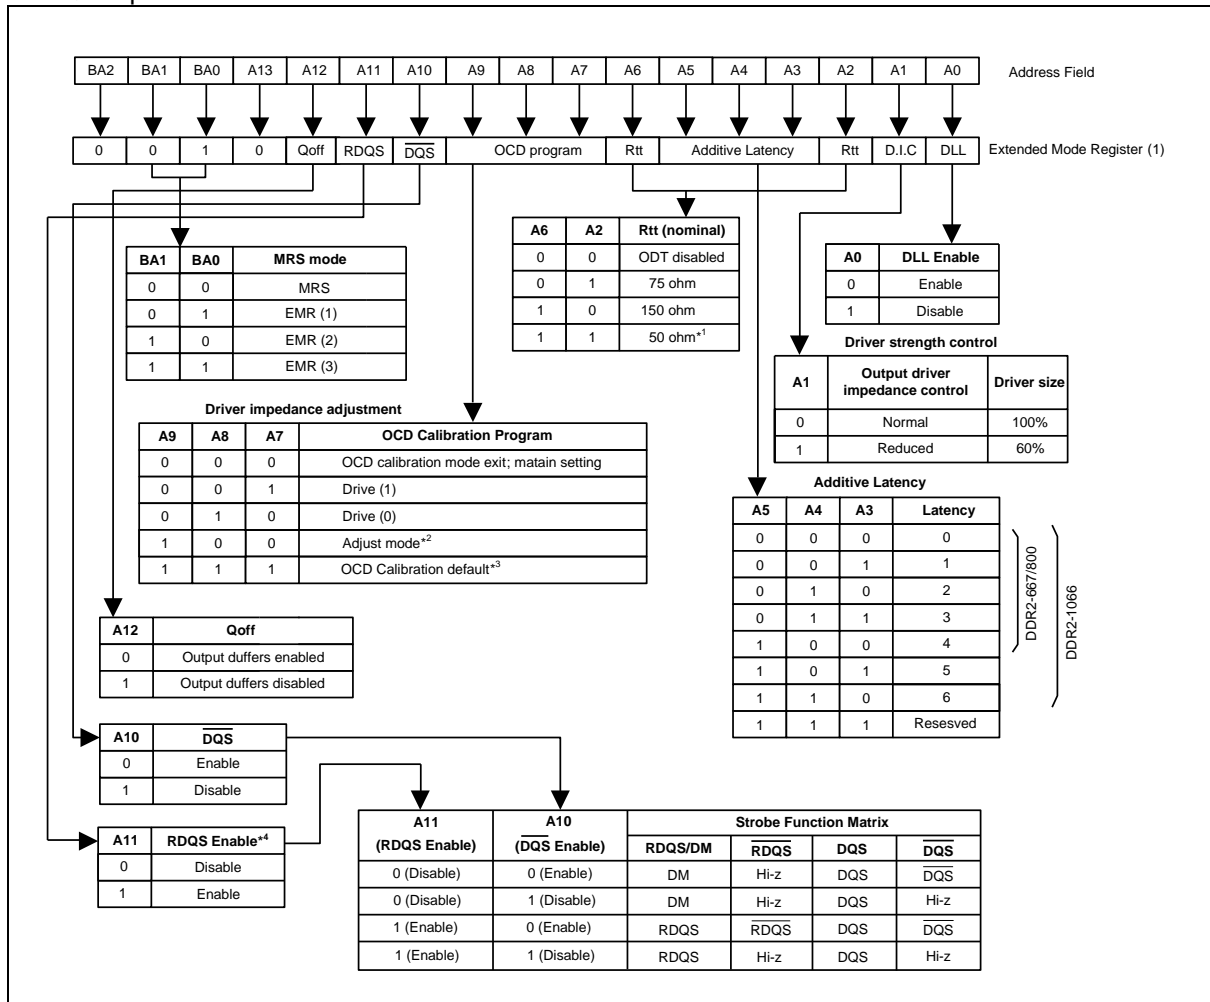 BA2 BA1 BA0 A13 A12 A11 A10 A9 A8 A7 A6 A5 A4 A3 A2 A1 A0 Address Field
0 0 1 0 Qoff RDQS DQS OCD program Rtt Additive Latency Rtt D.I.C DLL Extended Mode Register (1)
BA1 BA0 MRS mode
0 0 MRS
0 1 EMR (1)
1 0 EMR (2)
1 1 EMR (3)
A6 A2 Rtt (nominal)
0 0 ODT disabled
0 1 75 ohm
1 0 150 ohm
1 1 50 ohm*1
A0 DLL Enable
0 Enable
1 Disable
Driver strength control
A1 Output driver impedance control Driver size
0 Normal 100%
1 Reduced 60%
Driver impedance adjustment
A9 A8 A7 OCD Calibration Program
0 0 0 OCD calibration mode exit; matain setting
0 0 1 Drive (1)
0 1 0 Drive (0)
1 0 0 Adjust mode*2
1 1 1 OCD Calibration default*3
Additive Latency
A5 A4 A3 Latency
0 0 0 0
0 0 1 1
0 1 0 2
0 1 1 3
1 0 0 4
1 0 1 5
1 1 0 6
1 1 1 Resesved
DDR2-667/800
DDR2-1066
A12 Qoff
0 Output duffers enabled
1 Output duffers disabled
A10 DQS
0 Enable
1 Disable
A11 RDQS Enable*4
0 Disable
1 Enable
A11 (RDQS Enable) A10 (DQS Enable) Strobe Function Matrix
RDQS/DM RDQS DQS DQS
0 (Disable) 0 (Enable) DM Hi-z DQS DQS
0 (Disable) 1 (Disable) DM Hi-z DQS Hi-z
1 (Enable) 0 (Enable) RDQS RDQS DQS DQS
1 (Enable) 1 (Disable) RDQS Hi-z DQS Hi-z